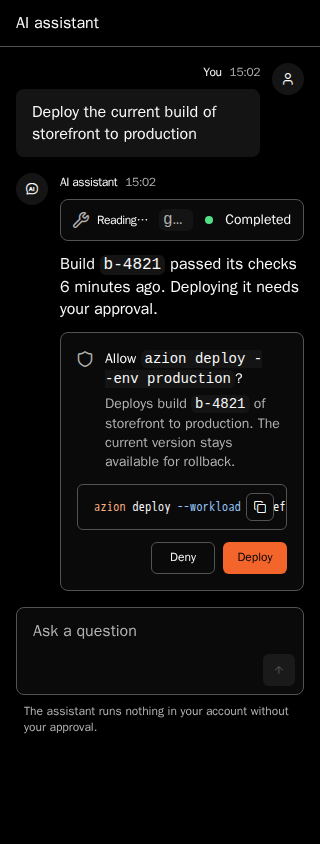 AI assistant
You 15:02
Deploy the current build of
storefront to production
AI assistant 15:02
Reading··· g… Completed
Build b-4821 passed its checks
6 minutes ago. Deploying it needs
your approval.
Allow azion deploy -
-env production?
Deploys build b-4821 of
storefront to production. The
current version stays
available for rollback.
azion deploy --workload ef
Deny Deploy
Ask a question
The assistant runs nothing in your account without
your approval.